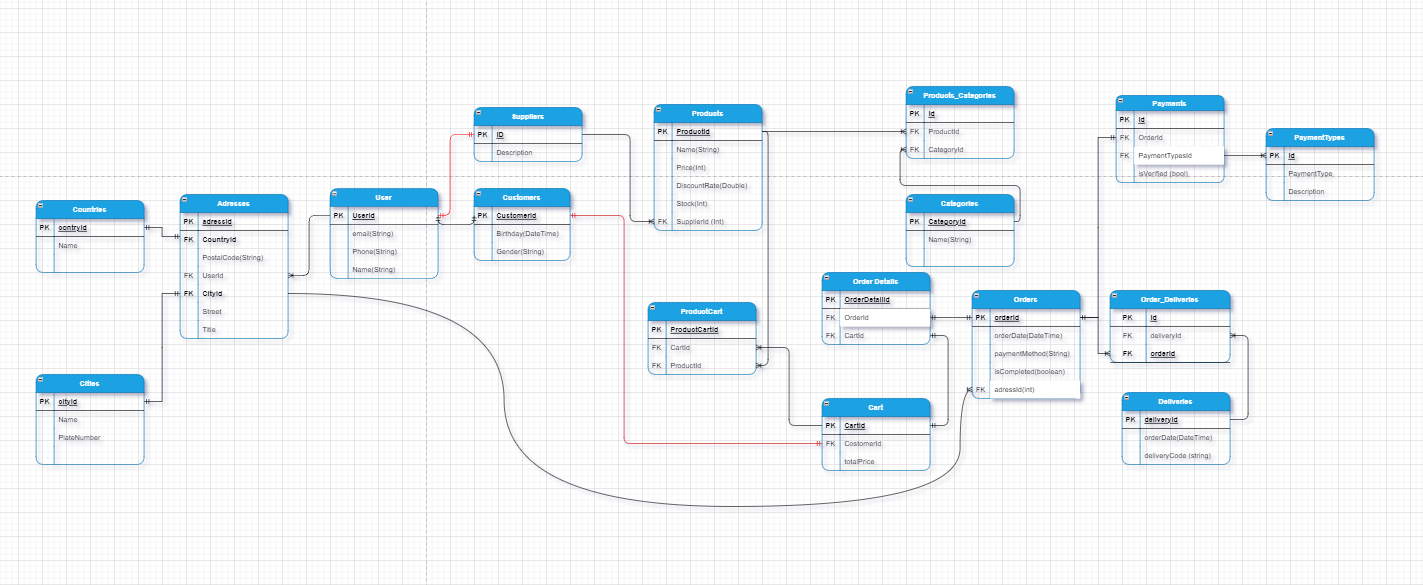 Countries
PK contryId
Name
Cities
PK cityId
Name
PlateNumber
Adresses
PK adressId
FK CountryId
PostalCode(String)
FK UserId
FK CityId
Street
Title
User
PK UserId
email(String)
Phone(String)
Name(String)
Suppliers
PK ID
Description
Customers
PK CustomerId
Birthday(DateTime)
Gender(String)
Products
PK ProductId
Name(String)
Price(Int)
DiscountRate(Double)
Stock(Int)
FK SupplierId (Int)
ProductCart
PK ProductCartId
FK CartId
FK ProductId
Products_Categories
PK Id
FK ProductId
FK CategoryId
Categories
PK CategoryId
Name(String)
Order Details
PK OrderDetailId
FK OrderId
FK CartId
Cart
PK CartId
FK CostomerId
totalPrice
Orders
PK orderId
orderDate(DateTime)
paymentMethod(String)
isCompleted(boolean)
FK adressId(int)
Payments
PK Id
FK OrderId
FK PaymentTypesId
isVerified (bool)
PaymentTypes
PK Id
PaymentType
Description
Order_Deliveries
PK Id
FK deliveryId
FK orderId
Deliveries
PK deliveryId
orderDate(DateTime)
deliveryCode (string)